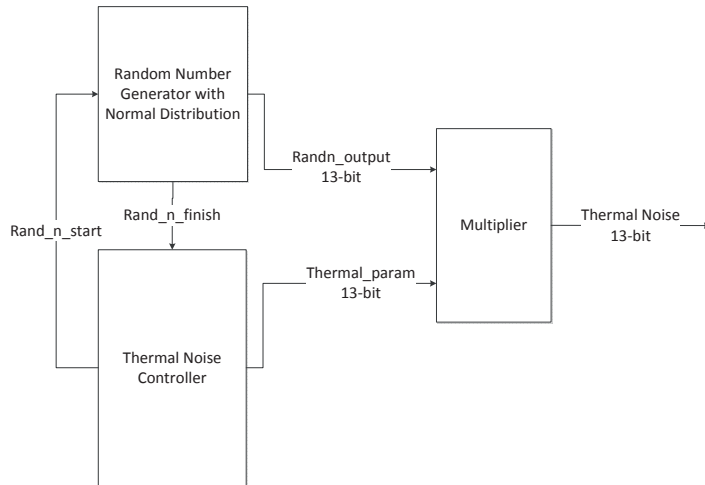 Random Number
Generator with
Normal Distribution
Randn_output
13-bit
Rand_n_finish
Rand_n_start
Multiplier
Thermal Noise
13-bit
Thermal_param
13-bit
Thermal Noise
Controller